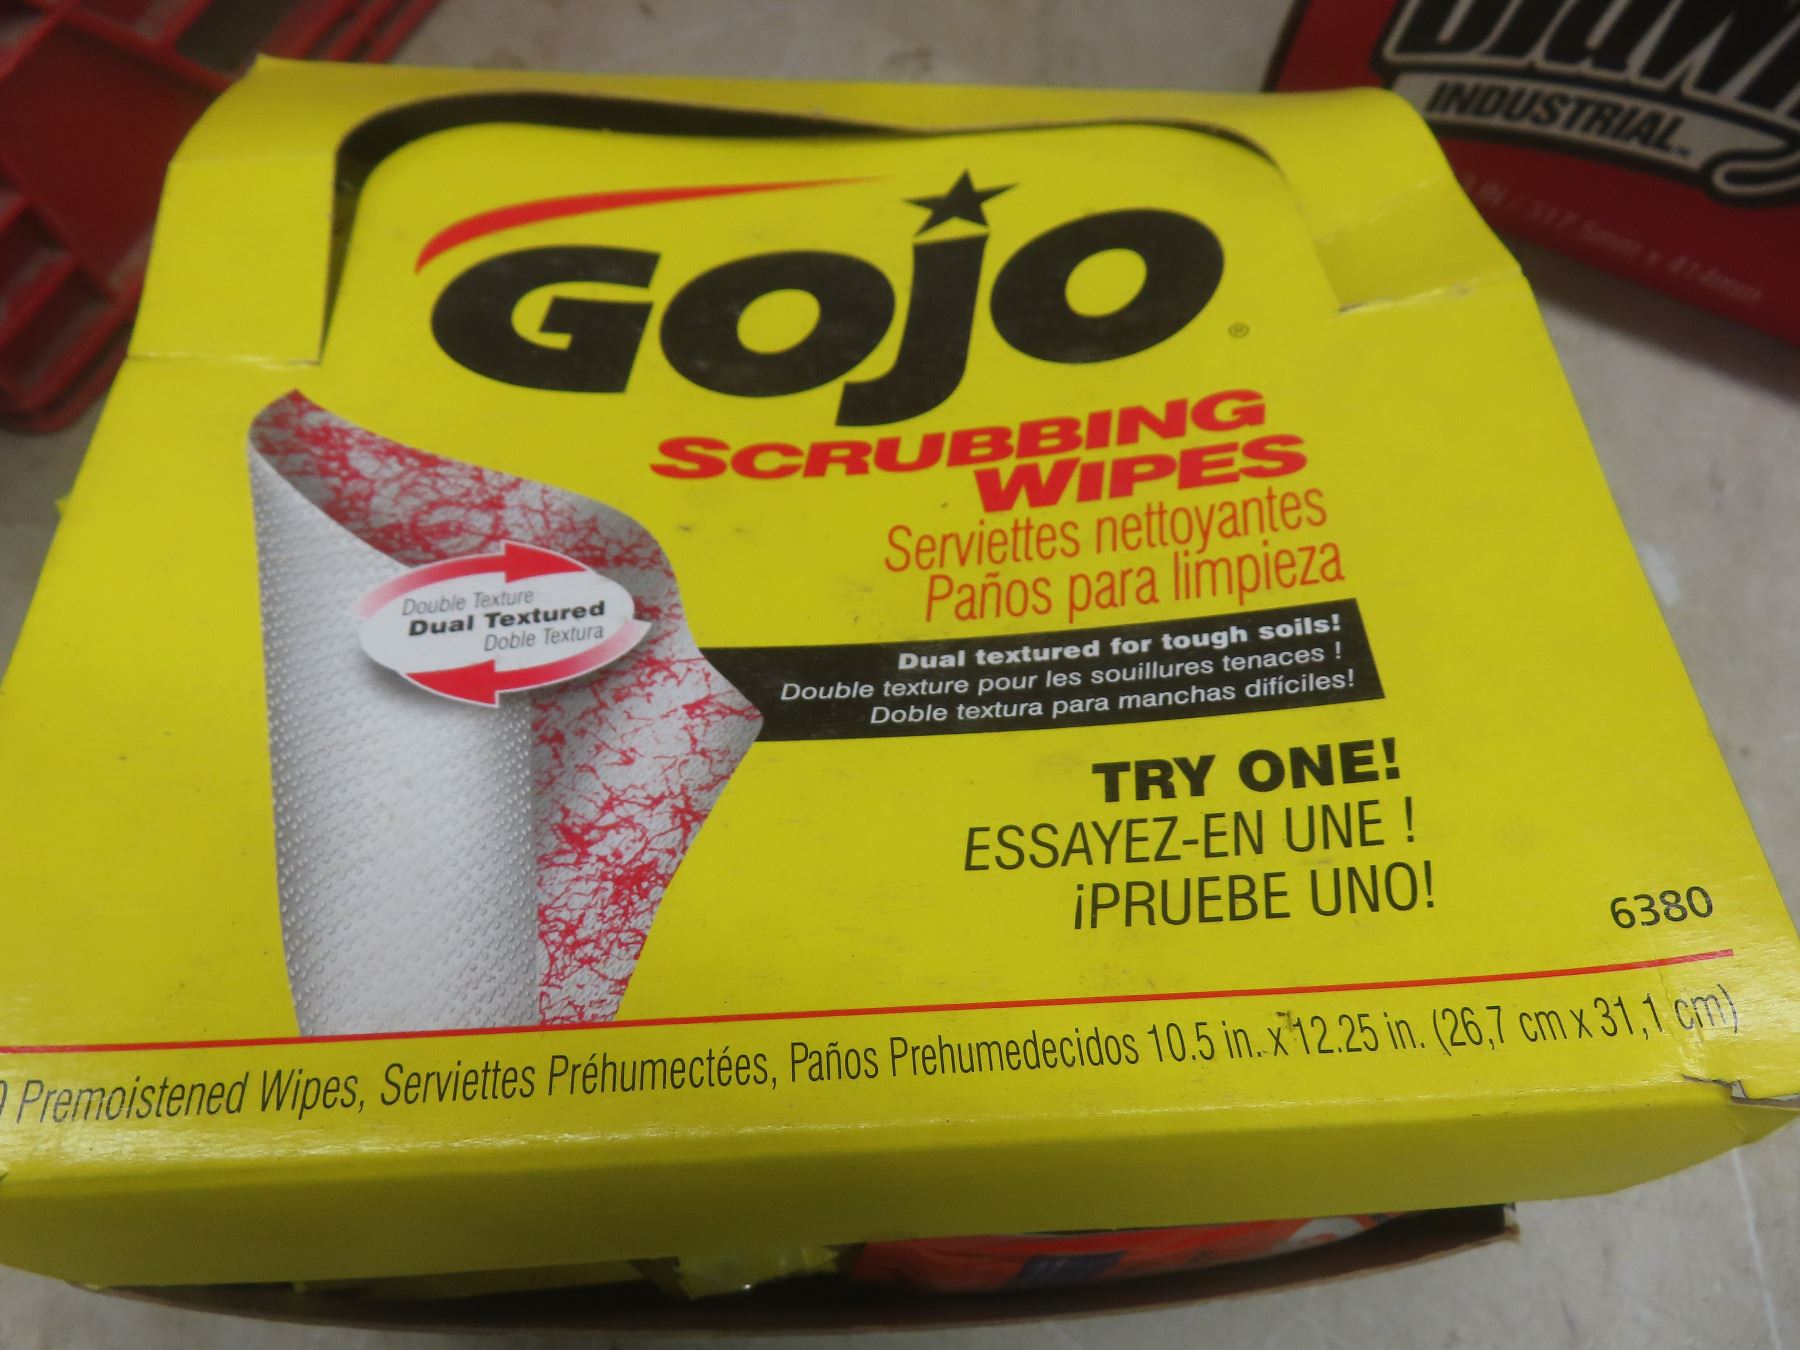 GOJO
®
SCRUBBING
WIPES
Serviettes nettoyantes
Paños para limpieza
Double Texture
Dual Textured
Doble Textura
Dual textured for tough soils!
Double texture pour les souillures tenaces !
Doble textura para manchas difíciles!
TRY ONE!
ESSAYEZ-EN UNE !
¡PRUEBE UNO!
6380
Premoistened Wipes, Serviettes Préhumectées, Paños Prehumedecidos 10.5 in. x 12.25 in. (26,7 cm x 31,1 cm)
INDUSTRIAL